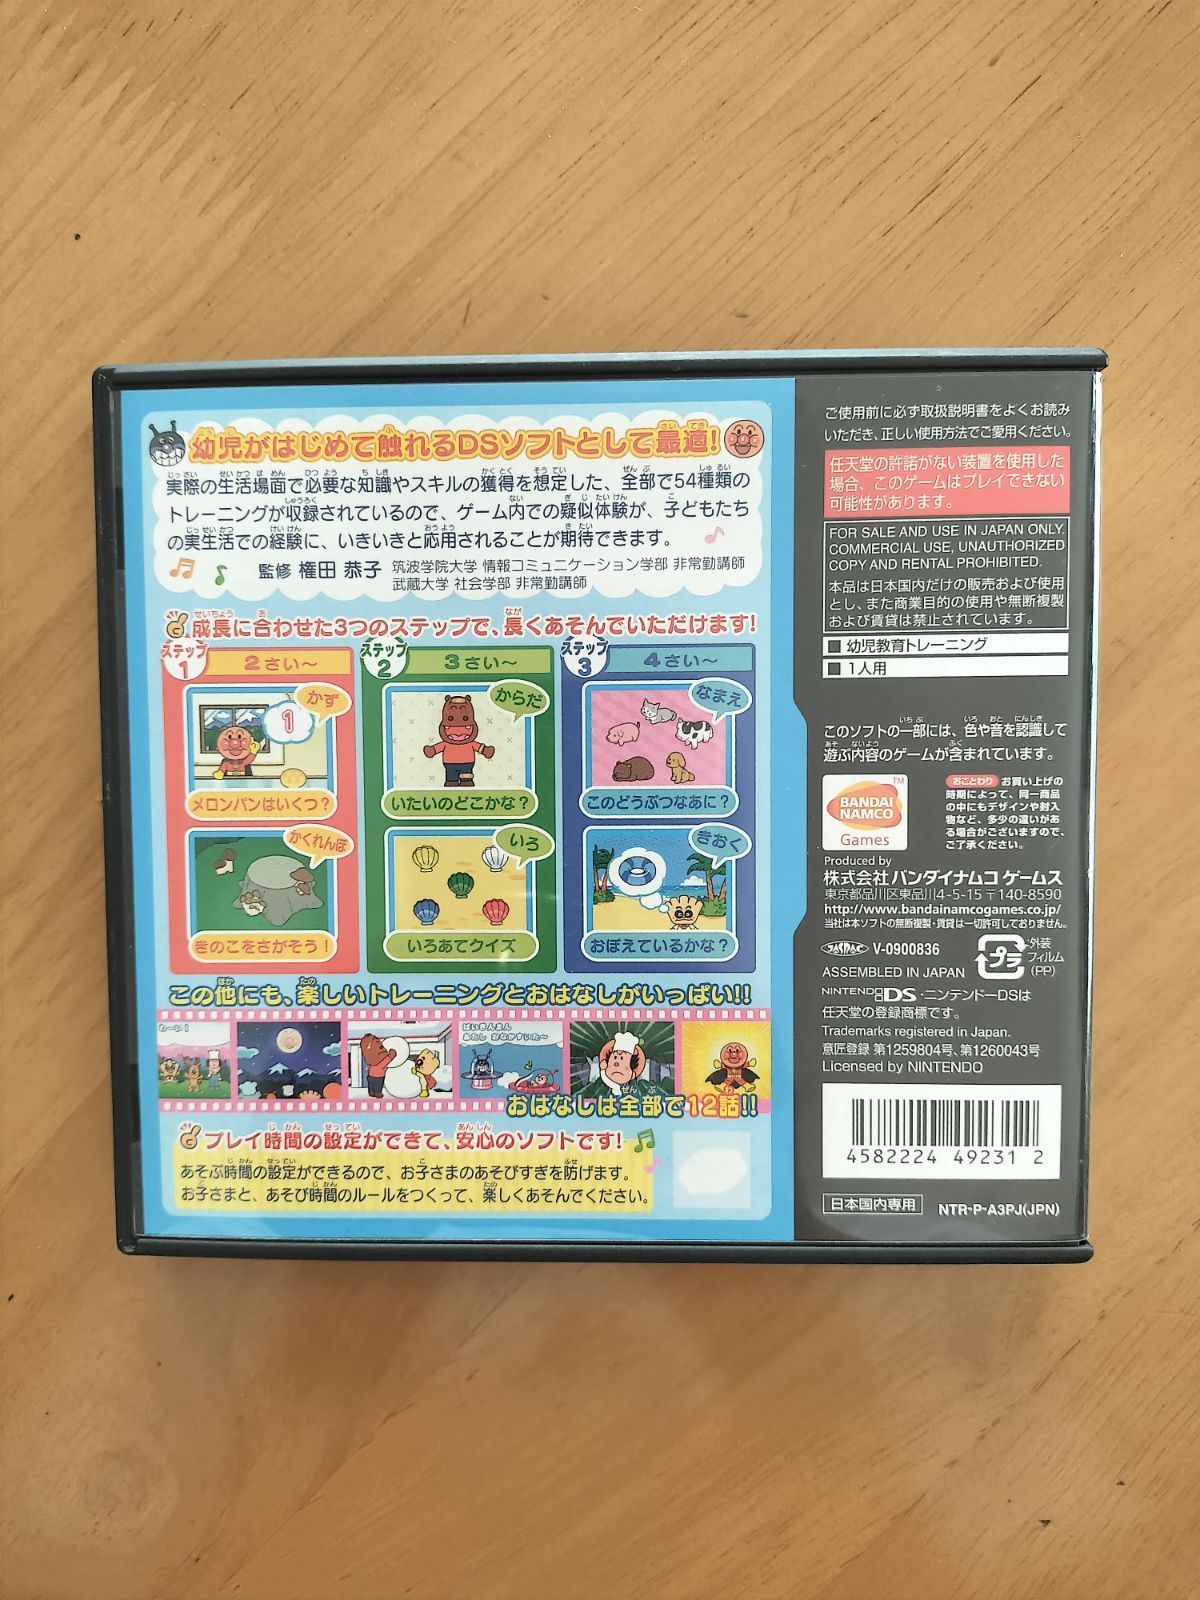 幼児がはじめて触れるDSソフトとして最適!
実際の生活場面で必要な知識やスキルの獲得を想定した、全部で54種類の
トレーニングが収録されているので、ゲーム内での疑似体験が、子どもたち
の実生活での経験に、いきいきと応用されることが期待できます。
監修 権田 恭子 筑波学院大学 情報コミュニケーション学部 非常勤講師
武蔵大学 社会学部 非常勤講師
成長に合わせた3つのステップで、長くあそんでいただけます!
ステップ1 2さい～
かず
メロンパンはいくつ?
かくれんぼ
きのこをさがそう!
ステップ2 3さい～
からだ
いたいのどこかな?
いろ
いろあてクイズ
ステップ3 4さい～
なまえ
このどうぶつなあに?
きおく
おぼえているかな?
この他にも、楽しいトレーニングとおはなしがいっぱい!!
わーい!
ばいきんまん
あたし おなかすいた～
おはなしは全部で12話!!
プレイ時間の設定ができて、安心のソフトです!
あそぶ時間の設定ができるので、お子さまのあそびすぎを防げます。
お子さまと、あそび時間のルールをつくって、楽しくあそんでください。
ご使用前に必ず取扱説明書をよくお読み
いただき、正しい使用方法でご愛用ください。
任天堂の許諾がない装置を使用した
場合、このゲームはプレイできない
可能性があります。
FOR SALE AND USE IN JAPAN ONLY.
COMMERCIAL USE, UNAUTHORIZED
COPY AND RENTAL PROHIBITED.
本品は日本国内だけの販売および使用
とし、また商業目的の使用や無断複製
および賃貸は禁止されています。
■ 幼児教育トレーニング
■ 1人用
このソフトの一部には、色や音を認識して
遊ぶ内容のゲームが含まれています。
BANDAI
NAMCO
Games
TM
おことわり お買い上げの
時期によって、同一商品
の中にもデザインや封入
物など、多少の違いがあ
る場合がございますので、
ご了承ください。
Produced by
株式会社 バンダイナムコ ゲームス
東京都品川区東品川4-5-15 〒140-8590
http://www.bandainamcogames.co.jp/
当社は本ソフトの無断複製・賃貸は一切許可しておりません。
JASRAC V-0900836
ASSEMBLED IN JAPAN
プラ
外装
フィルム
(PP)
NINTENDO DS・ニンテンドーDSは
任天堂の登録商標です。
Trademarks registered in Japan.
意匠登録 第1259804号、第1260043号
Licensed by NINTENDO
4582224 49231 2
日本国内専用 NTR-P-A3PJ(JPN)